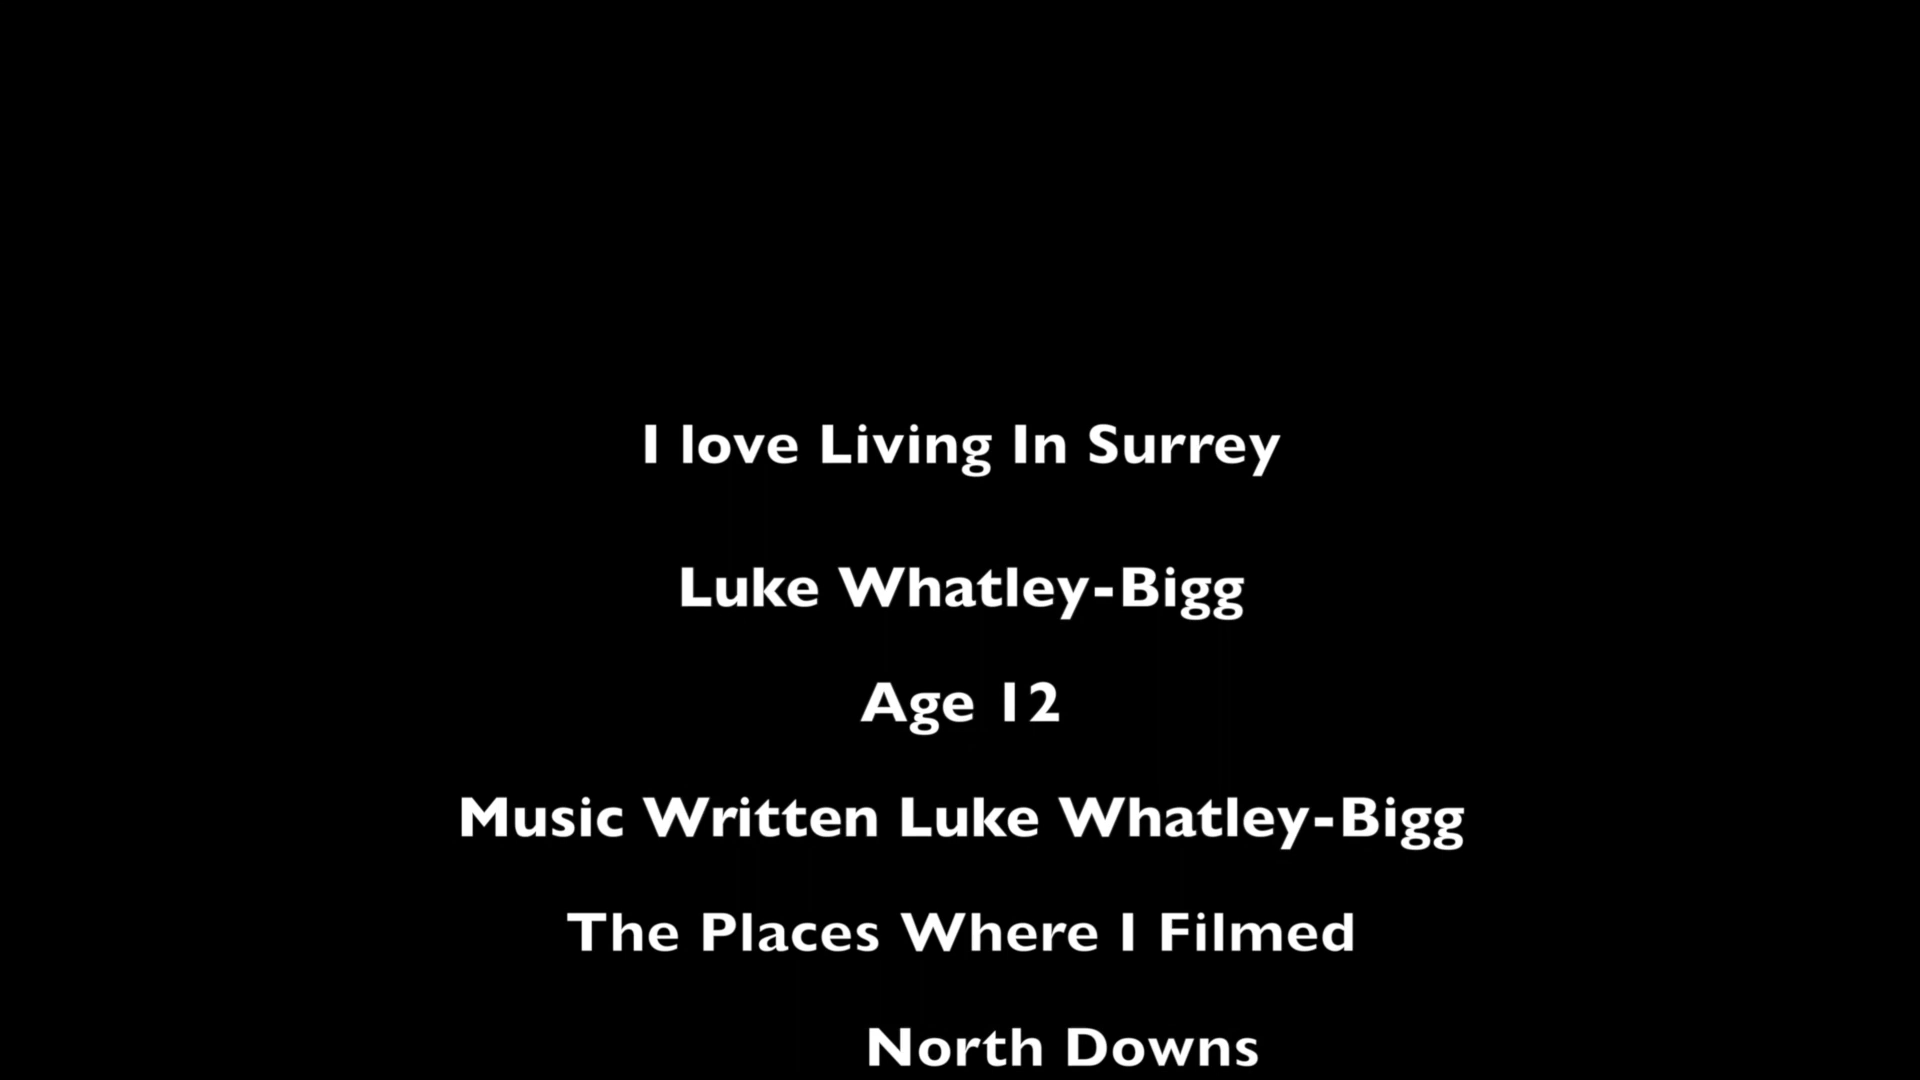 I love Living In Surrey
Luke Whatley-Bigg
Age 12
Music Written Luke Whatley-Bigg
The Places Where I Filmed
North Downs